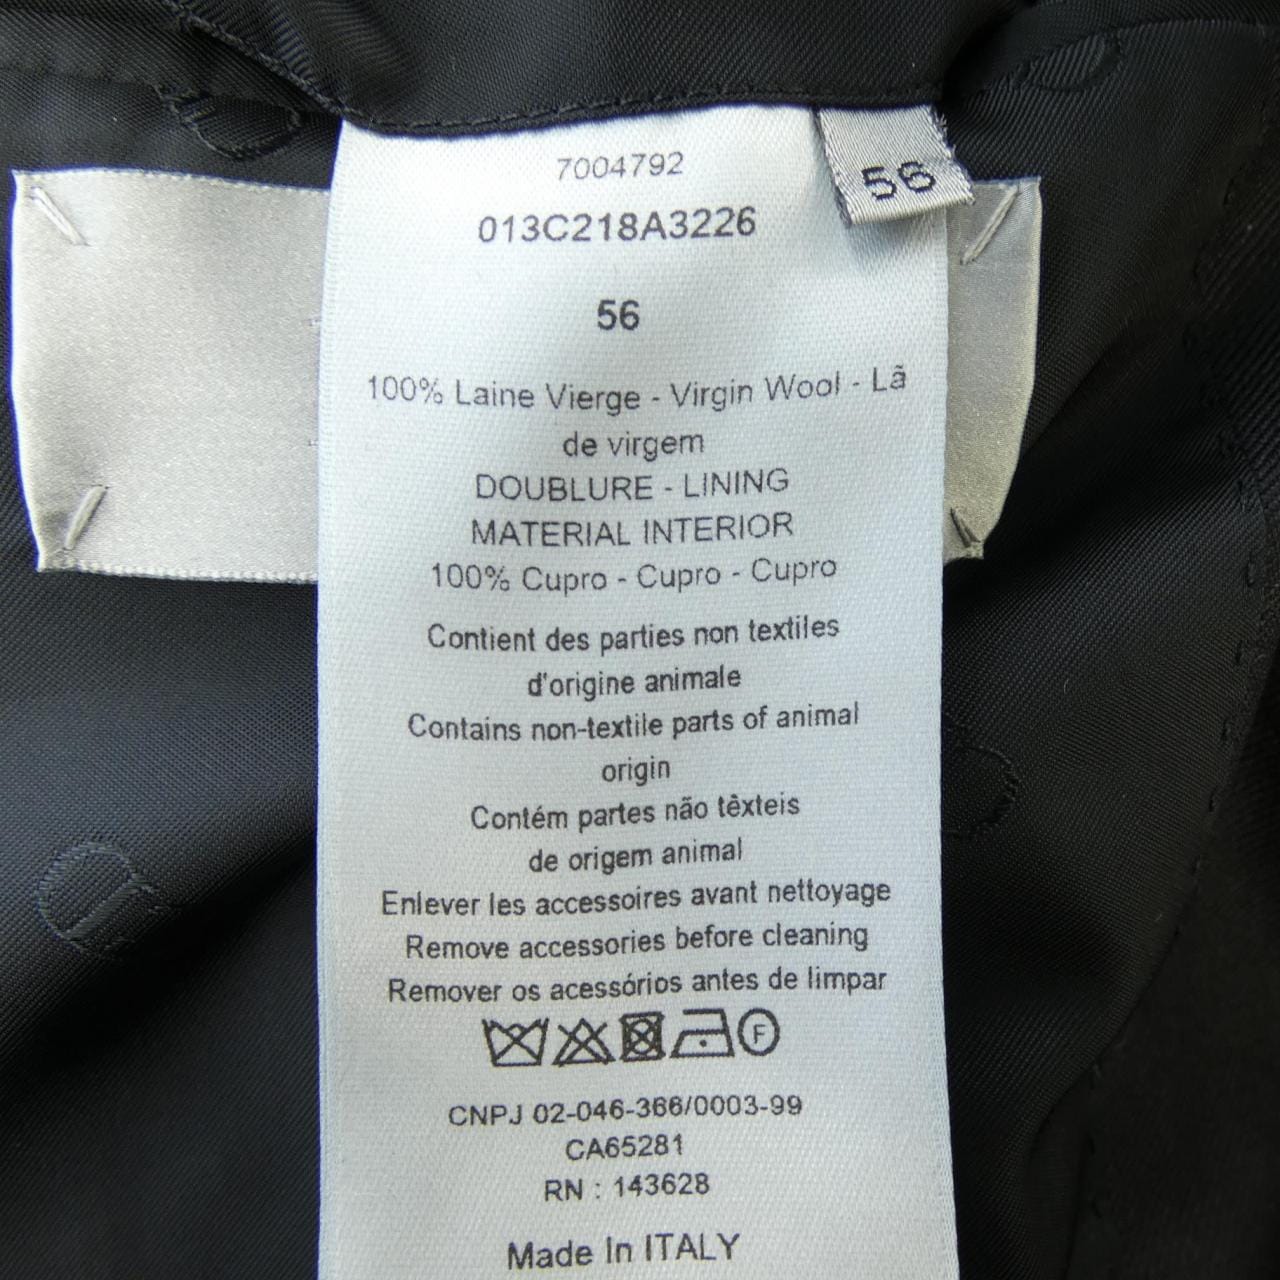 7004792
56
013C218A3226
56
100% Laine Vierge - Virgin Wool - Lã
de virgem
DOUBLURE - LINING
MATERIAL INTERIOR
100% Cupro - Cupro - Cupro
Contient des parties non textiles
d'origine animale
Contains non-textile parts of animal
origin
Contém partes não têxteis
de origem animal
Enlever les accessoires avant nettoyage
Remove accessories before cleaning
Remover os acessórios antes de limpar
F
CNPJ 02-046-366/0003-99
CA65281
RN : 143628
Made In ITALY